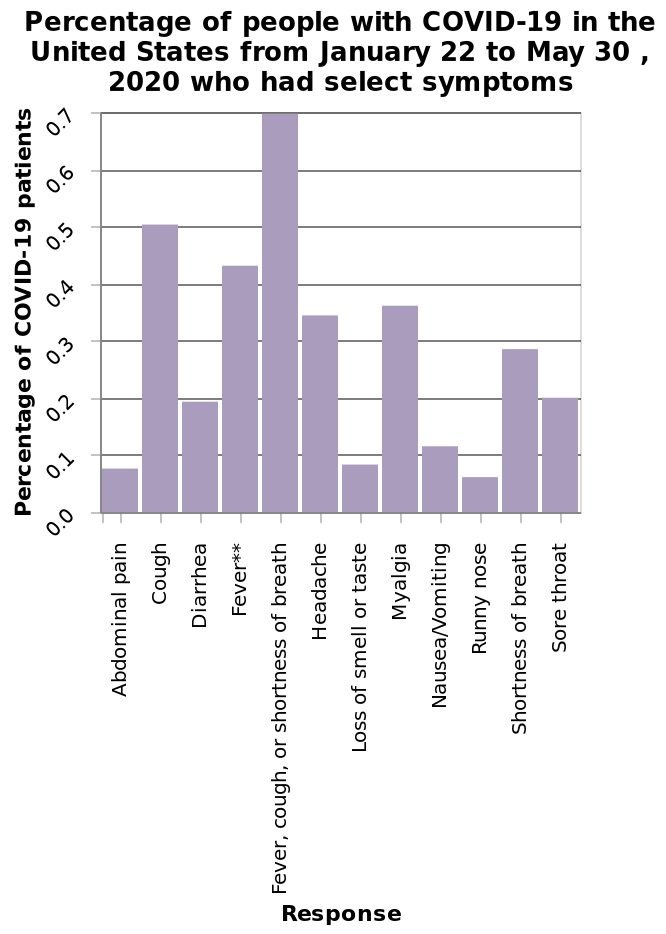 Percentage of people with COVID-19 in the
United States from January 22 to May 30 ,
2020 who had select symptoms
Percentage of COVID-19 patients
0.7
0.6
0.5
0.4
0.3
0.2
0.1
0.0
Abdominal pain
Cough
Diarrhea
Fever**
Fever, cough, or shortness of breath
Headache
Loss of smell or taste
Myalgia
Nausea/Vomiting
Runny nose
Shortness of breath
Sore throat
Response